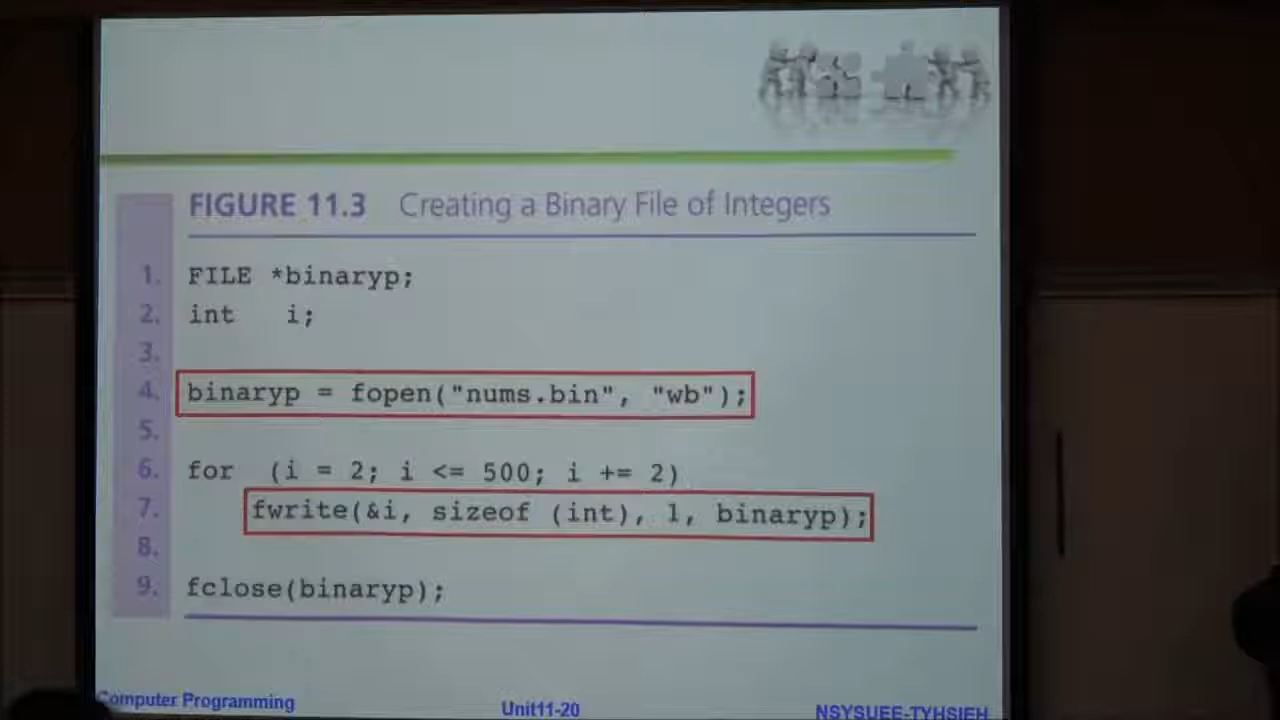 FIGURE 11.3 Creating a Binary File of Integers
1. FILE *binaryp;
2. int i;
3.
4. binaryp = fopen("nums.bin", "wb");
5.
6. for (i = 2; i <= 500; i += 2)
7. fwrite(&i, sizeof (int), 1, binaryp);
8.
9. fclose(binaryp);
Computer Programming Unit11-20 NSYSUEE-TYHSIEH